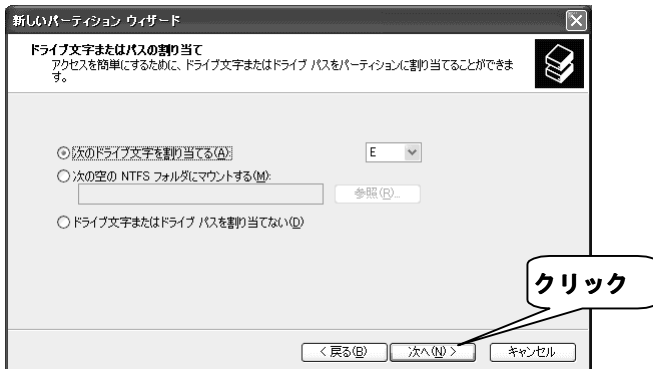 新しいパーティション ウィザード
ドライブ文字またはパスの割り当て
アクセスを簡単にするために、ドライブ文字またはドライブ パスをパーティションに割り当てることができま
す。
次のドライブ文字を割り当てる(A): E
次の空の NTFS フォルダにマウントする(M):
参照(R)...
ドライブ文字またはドライブ パスを割り当てない(D)
クリック
< 戻る(B) 次へ(N) > キャンセル